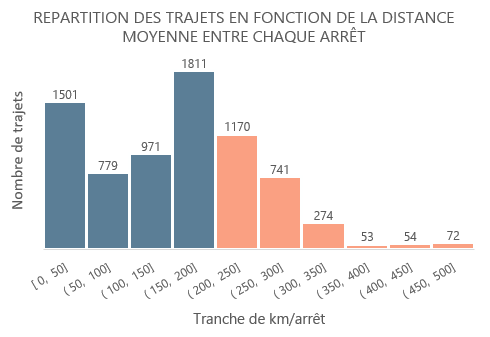 REPARTITION DES TRAJETS EN FONCTION DE LA DISTANCE
MOYENNE ENTRE CHAQUE ARRÊT
Nombre de trajets
1501
779
971
1811
1170
741
274
53
54
72
[ 0, 50]
( 50, 100]
( 100, 150]
( 150, 200]
( 200, 250]
( 250, 300]
( 300, 350]
( 350, 400]
( 400, 450]
( 450, 500]
Tranche de km/arrêt